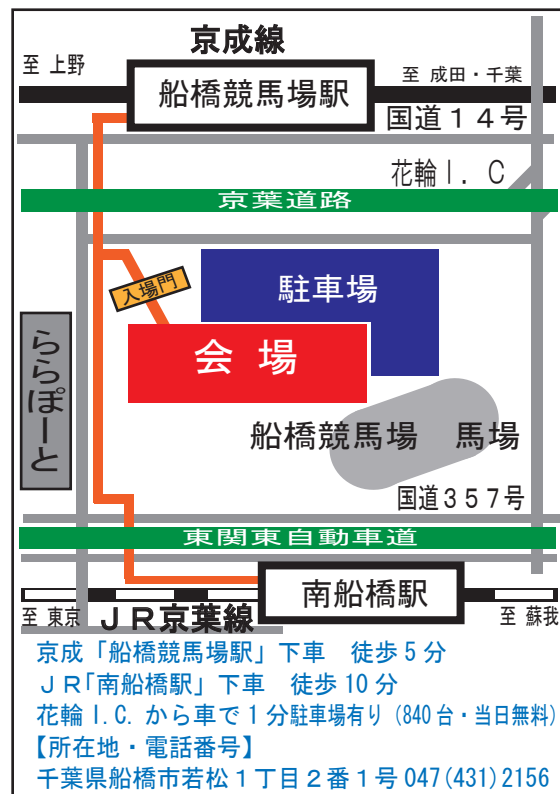 京成線
至 上野
船橋競馬場駅
至 成田・千葉
国道14号
花輪I. C
京葉道路
入場門
駐車場
会 場
ららぽーと
船橋競馬場 馬場
国道357号
東関東自動車道
南船橋駅
至 東京
JR京葉線
至 蘇我
京成「船橋競馬場駅」下車 徒歩5分
JR「南船橋駅」下車 徒歩10分
花輪I.C. から車で1分駐車場有り（840台・当日無料）
【所在地・電話番号】
千葉県船橋市若松1丁目2番1号 047(431)2156